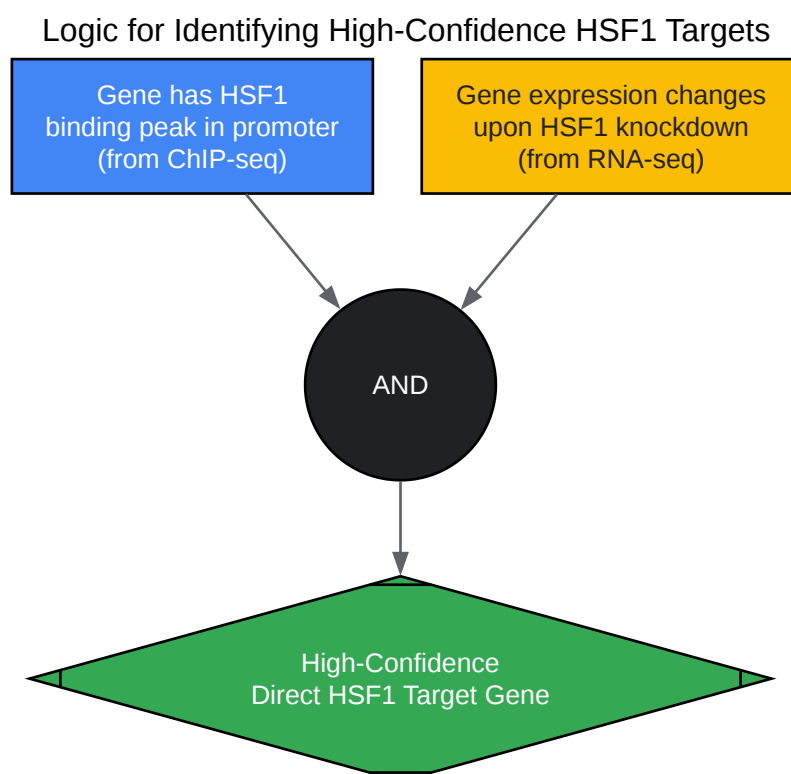 Logic for Identifying High-Confidence HSF1 Targets
Gene has HSF1
binding peak in promoter
(from ChIP-seq)
Gene expression changes
upon HSF1 knockdown
(from RNA-seq)
AND
High-Confidence
Direct HSF1 Target Gene